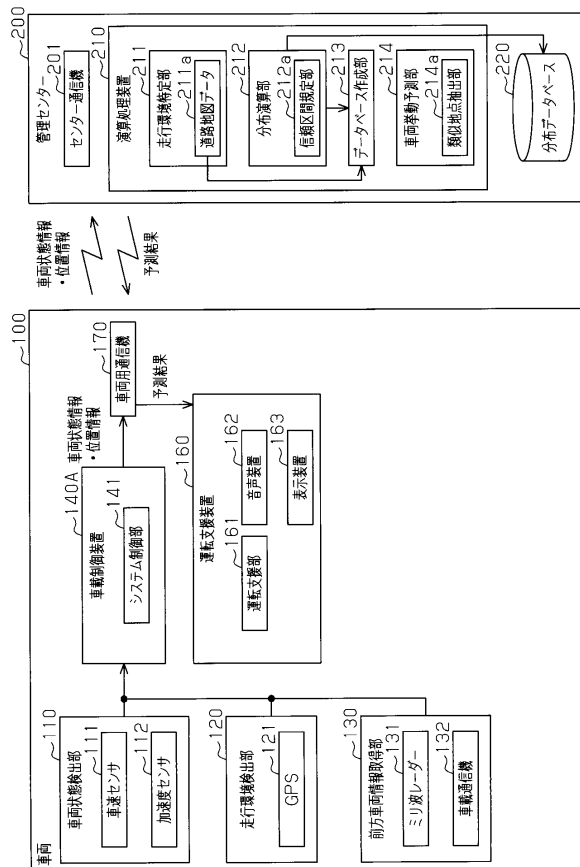 車両
100
車両状態検出部
110
車速センサ
111
加速度センサ
112
走行環境検出部
120
GPS
121
前方車両情報取得部
130
ミリ波レーダー
131
車載通信機
132
車載制御装置
140A
システム制御部
141
車両状態情報
・位置情報
車両用通信機
170
予測結果
運転支援装置
160
運転支援部
161
音声装置
162
表示装置
163
車両状態情報
・位置情報
予測結果
管理センター
200
センター通信機
201
演算処理装置
210
走行環境特定部
211
道路地図データ
211a
分布演算部
212
信頼区間規定部
212a
データベース作成部
213
車両挙動予測部
214
類似地点抽出部
214a
分布データベース
220